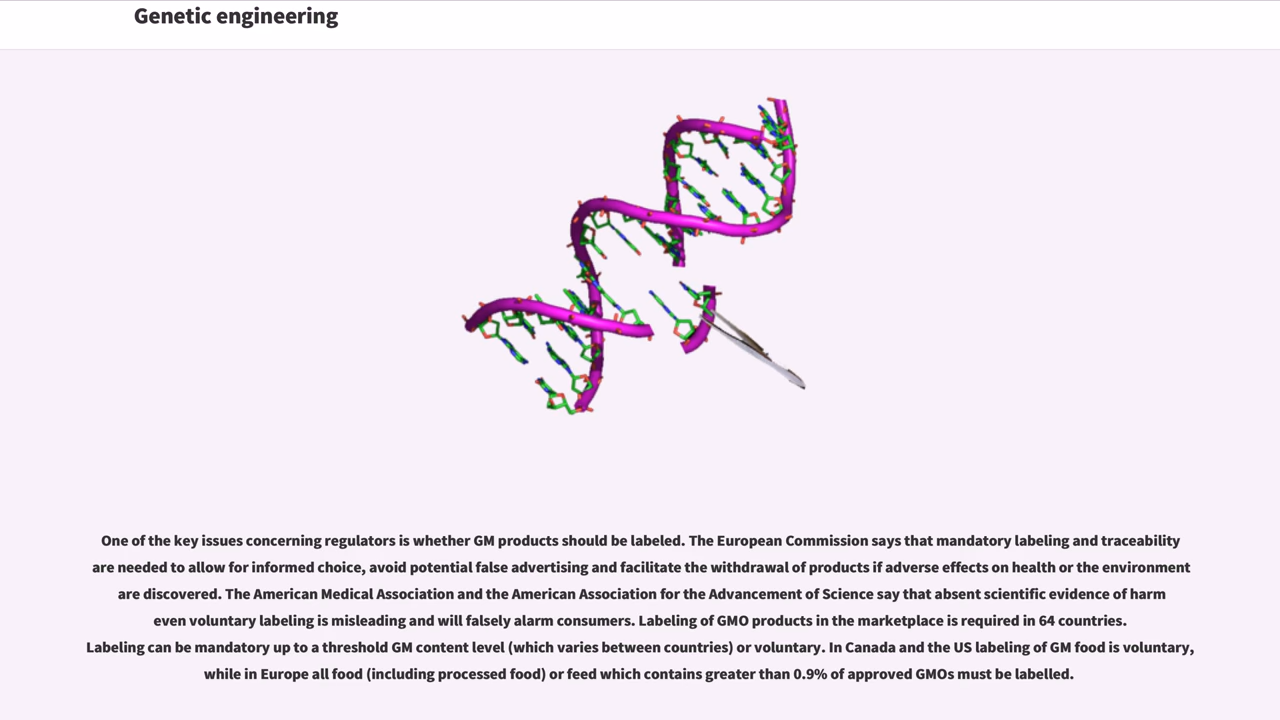 Genetic engineering
One of the key issues concerning regulators is whether GM products should be labeled. The European Commission says that mandatory labeling and traceability
are needed to allow for informed choice, avoid potential false advertising and facilitate the withdrawal of products if adverse effects on health or the environment
are discovered. The American Medical Association and the American Association for the Advancement of Science say that absent scientific evidence of harm
even voluntary labeling is misleading and will falsely alarm consumers. Labeling of GMO products in the marketplace is required in 64 countries.
Labeling can be mandatory up to a threshold GM content level (which varies between countries) or voluntary. In Canada and the US labeling of GM food is voluntary,
while in Europe all food (including processed food) or feed which contains greater than 0.9% of approved GMOs must be labelled.